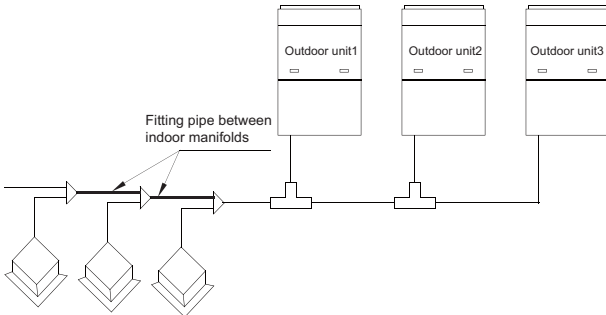 Outdoor unit1
Outdoor unit2
Outdoor unit3
Fitting pipe between
indoor manifolds